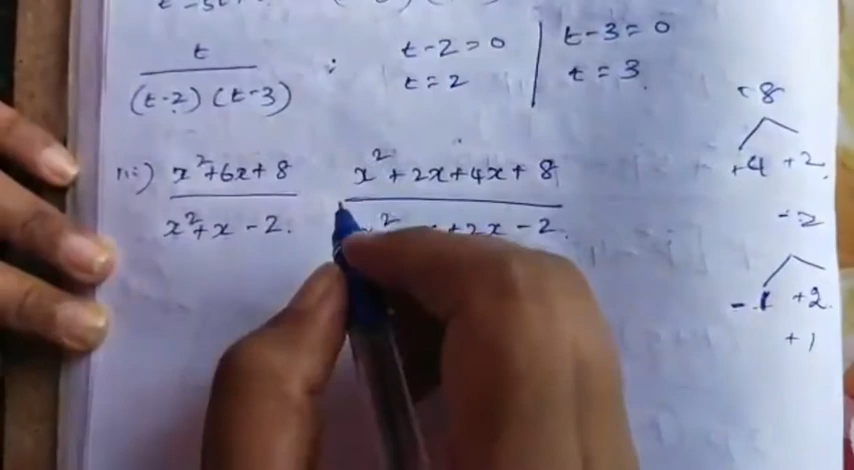 t
t-2=0 t-3=0
(t-2)(t-3) : t=2 t=3
-8
iii) x²+6x+8 x²+2x+4x+8
+4 +2
x²+x-2. +2x-2.
-2
-1 +2
+1